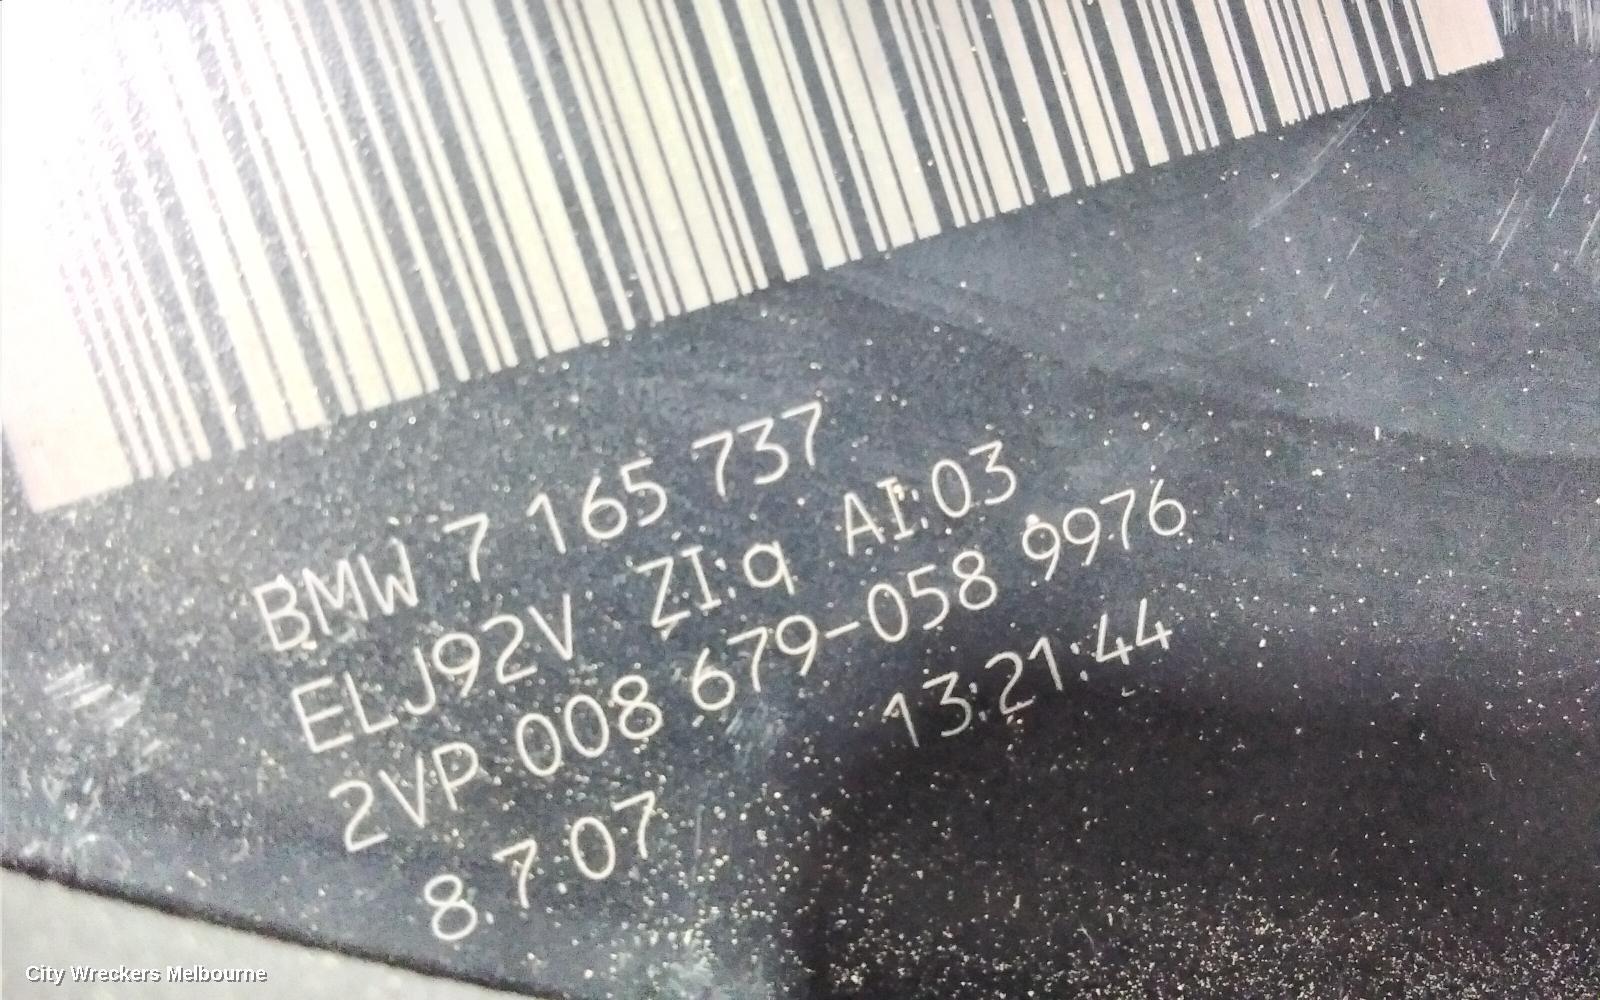 BMW 7 165 737
ELJ92V ZI:q AI:03
2VP 008 679-058 9976
8.7.07 13:21:44
City Wreckers Melbourne